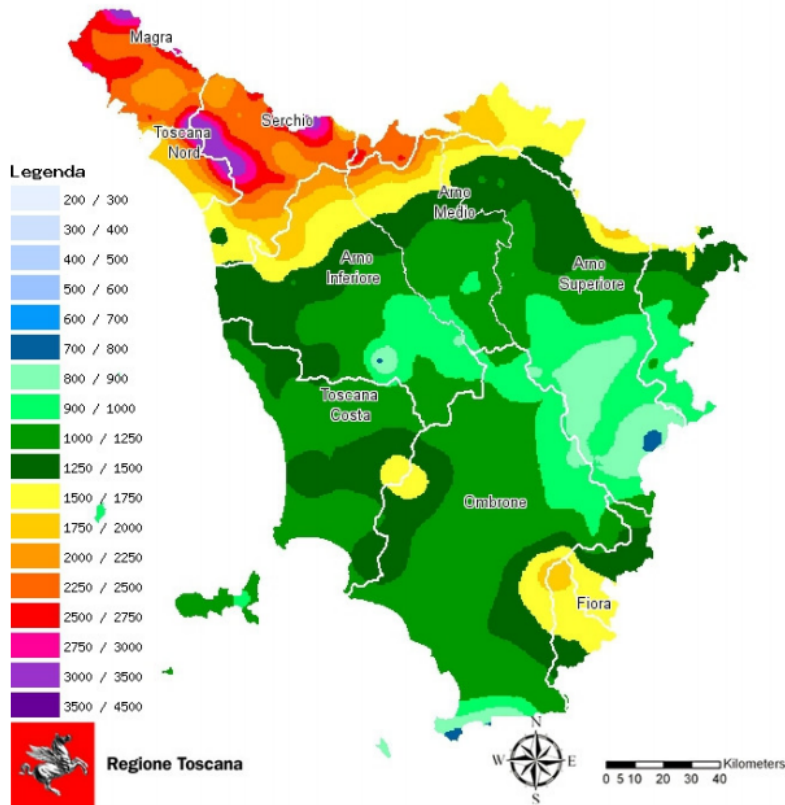 Magra
Serchio
Toscana
Nord
Legenda
200 / 300
300 / 400
400 / 500
500 / 600
600 / 700
700 / 800
800 / 900
900 / 1000
1000 / 1250
1250 / 1500
1500 / 1750
1750 / 2000
2000 / 2250
2250 / 2500
2500 / 2750
2750 / 3000
3000 / 3500
3500 / 4500
Arno
Medio
Arno
Inferiore
Arno
Superiore
Toscana
Costa
Ombrone
Fiora
Regione Toscana
N
W
E
S
Kilometers
0 5 10 20 30 40